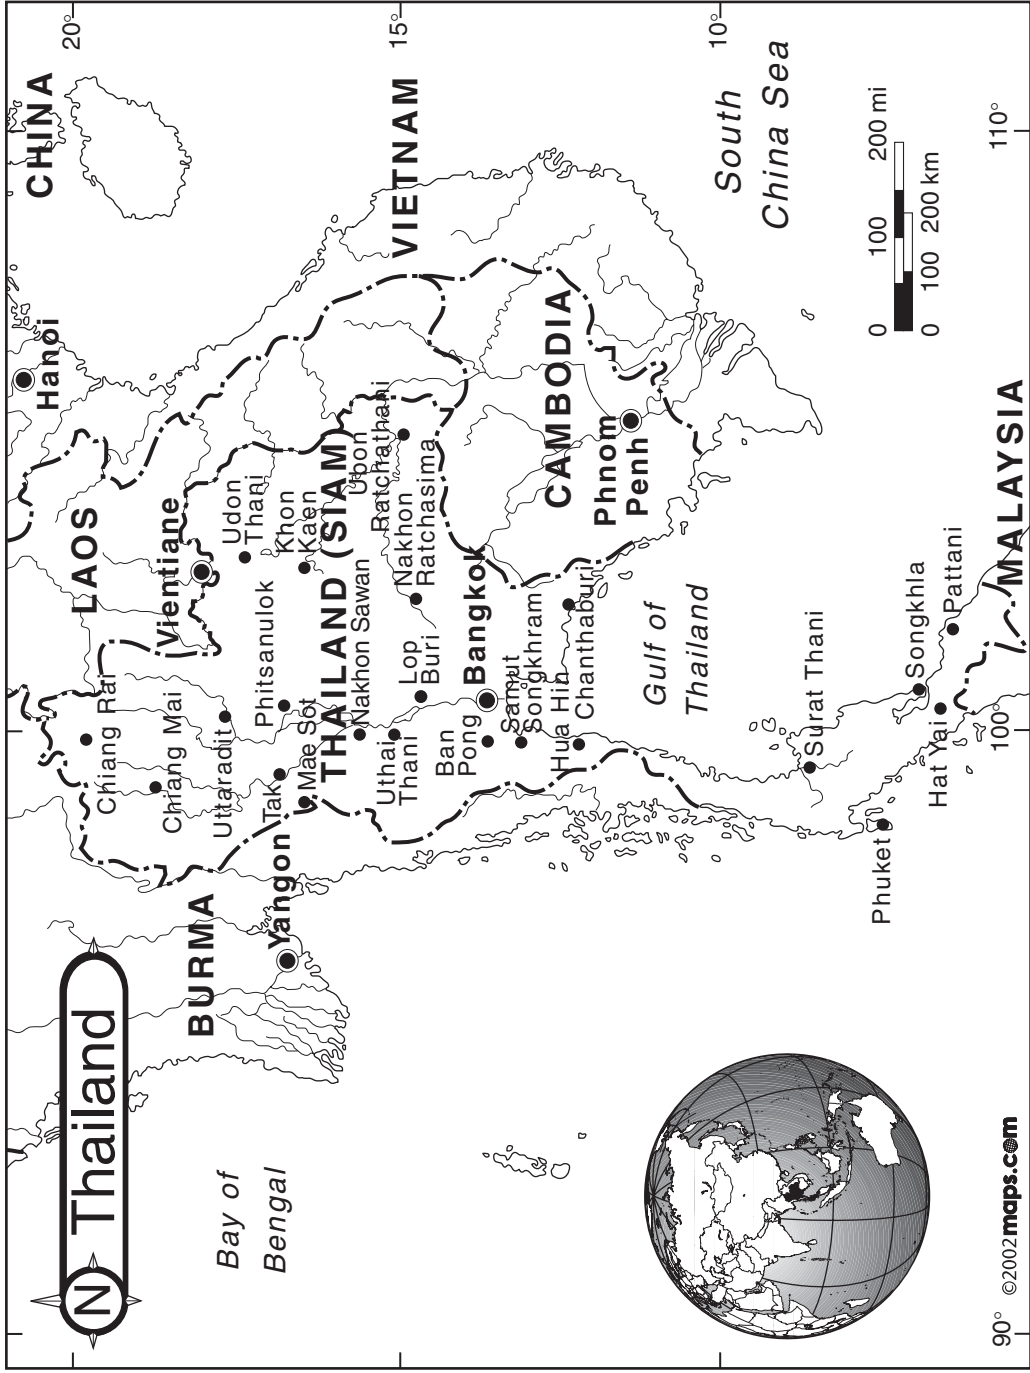 N Thailand
CHINA
20°
15°
10°
Hanoi
LAOS
VIETNAM
Vientiane
Udon
Thani
Khon
Kaen
THAILAND (SIAM)
Ubon
Ratchathani
Nakhon
Ratchasima
CAMBODIA
Phnom
Penh
South
China Sea
0 100 200 mi
0 100 200 km
110°
Chiang Rai
Chiang Mai
Uttaradit
Phitsanulok
Tak
Mae Sot
Nakhon Sawan
Uthai
Thani
Lop
Buri
Ban
Pong
Bangkok
Samut
Songkhram
Hua Hin
Chanthaburi
Gulf of
Thailand
Surat Thani
Songkhla
Pattani
MALAYSIA
100°
Hat Yai
Phuket
BURMA
Yangon
Bay of
Bengal
90°
©2002maps.com